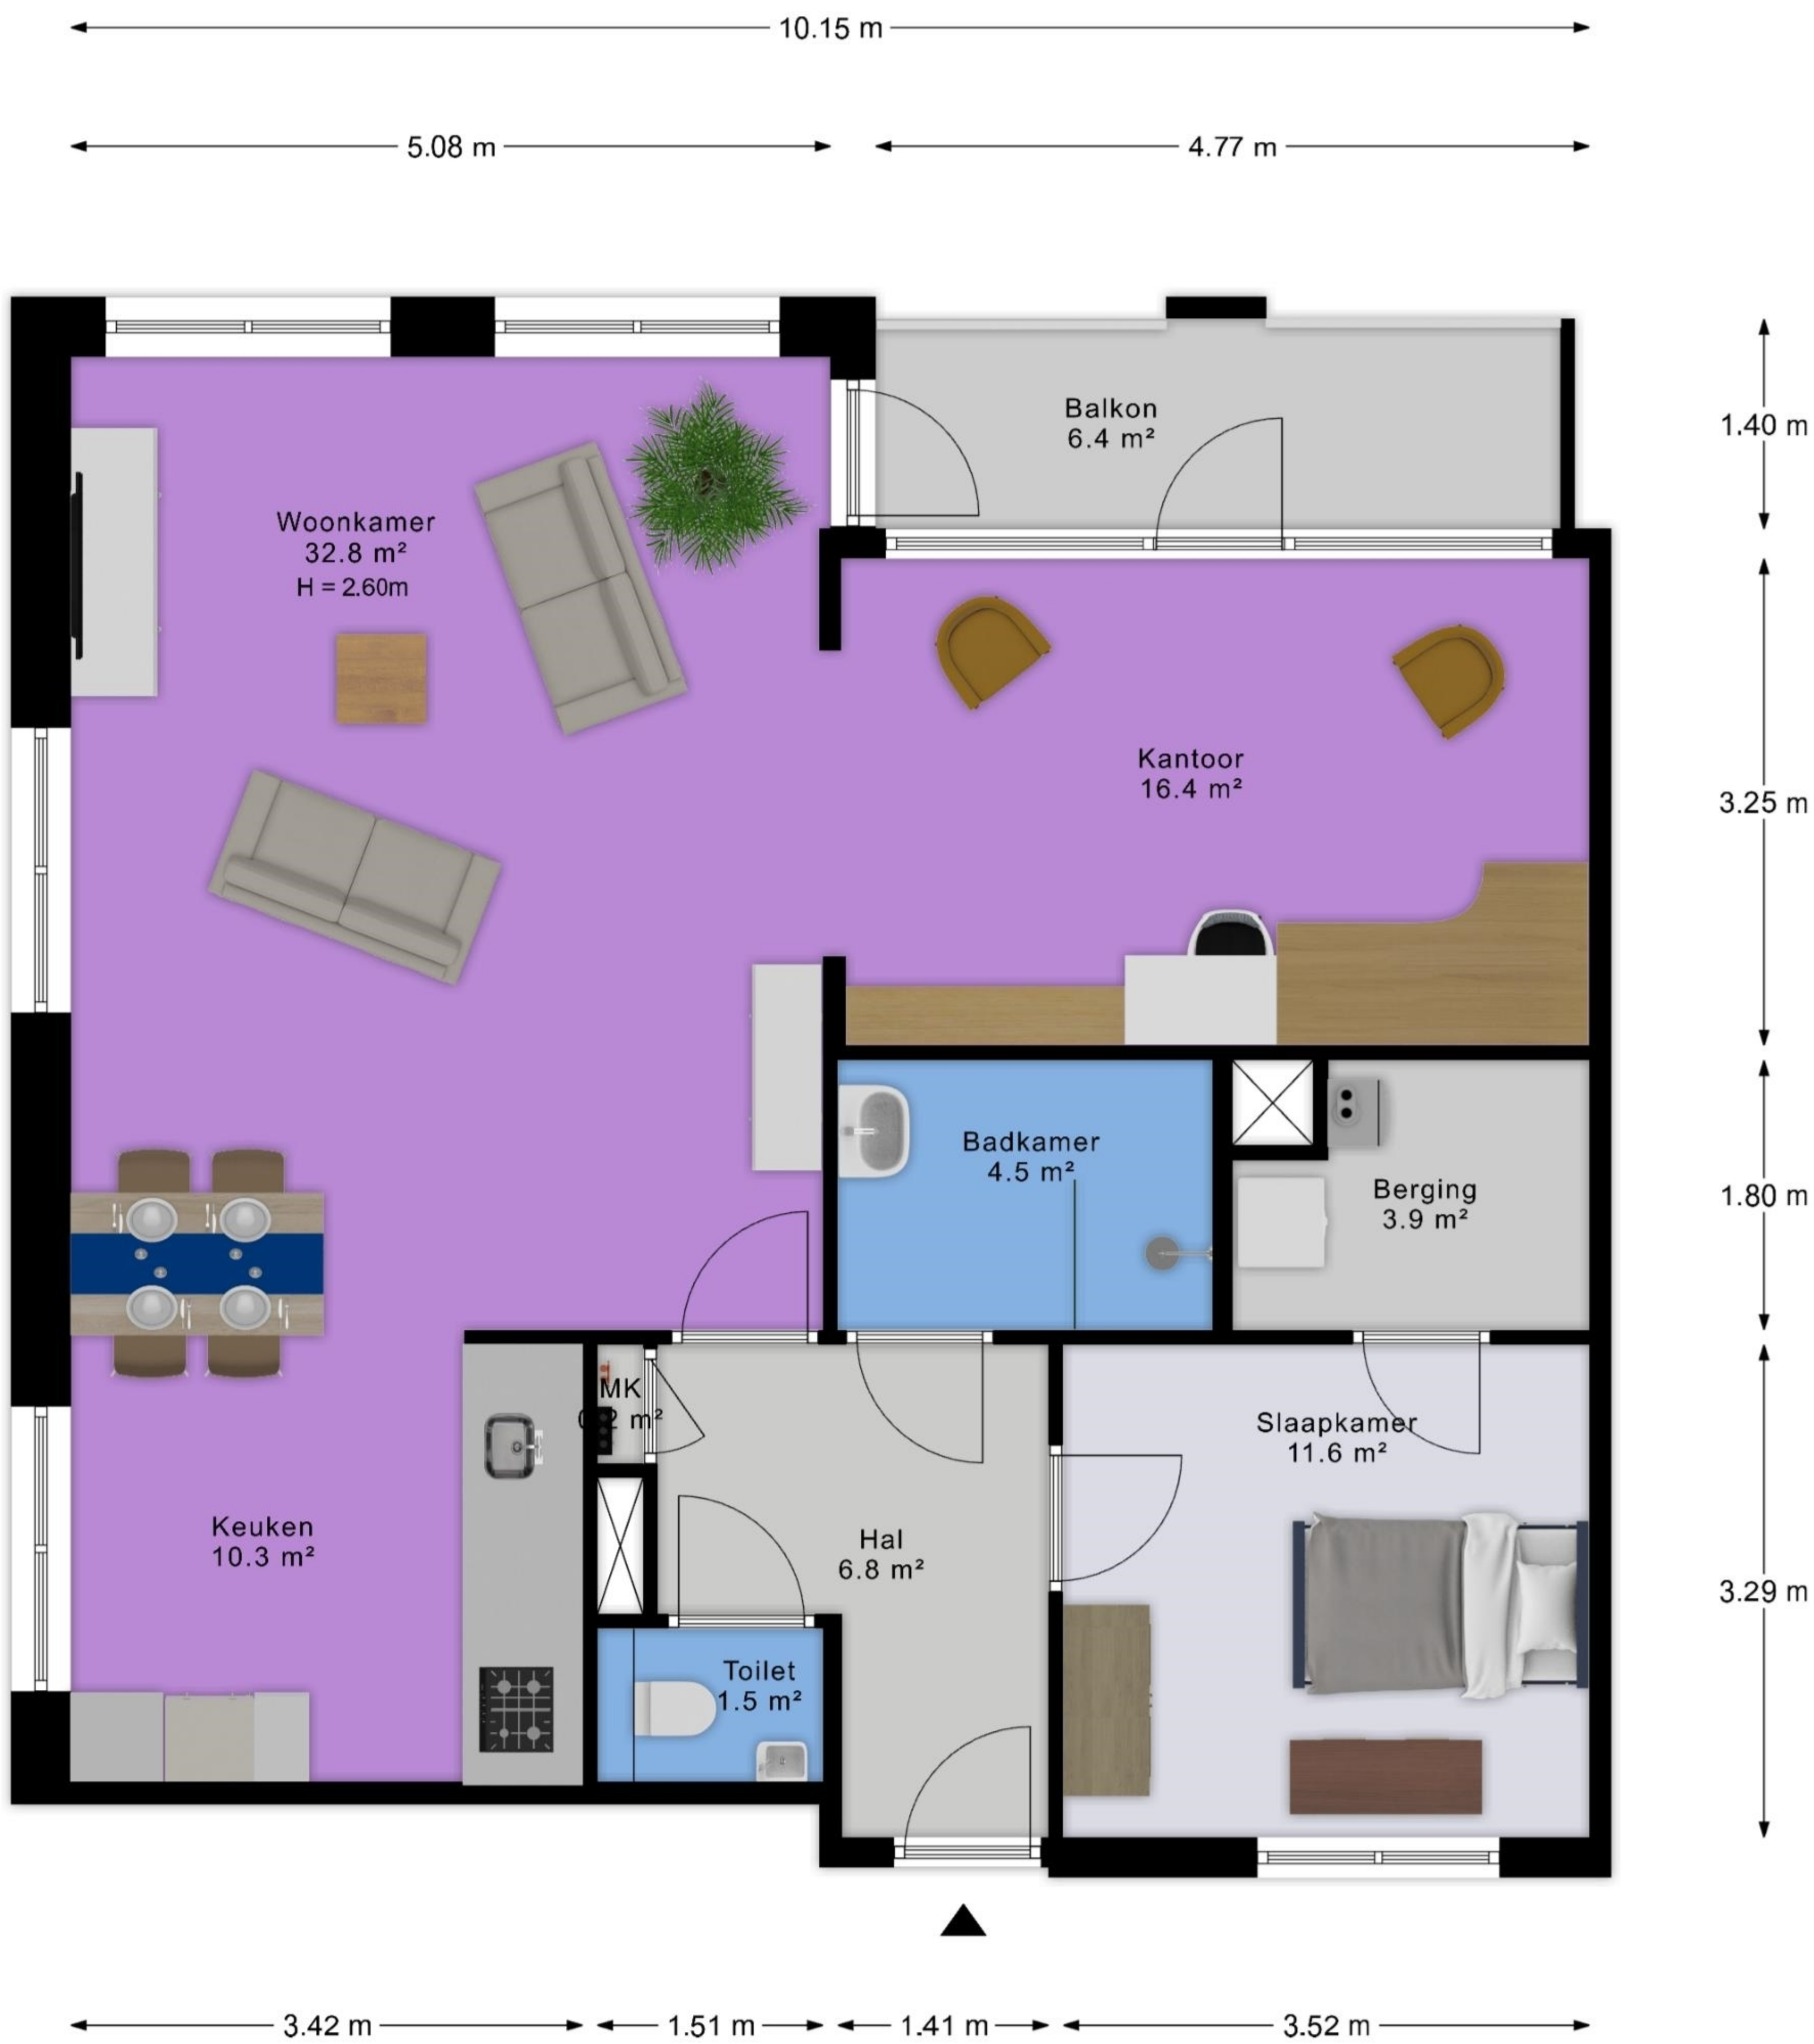 10.15 m
5.08 m
4.77 m
Balkon
6.4 m²
1.40 m
Woonkamer
32.8 m²
H = 2.60m
Kantoor
16.4 m²
3.25 m
Badkamer
4.5 m²
Berging
3.9 m²
1.80 m
MK
m²
Slaapkamer
11.6 m²
Keuken
10.3 m²
Hal
6.8 m²
3.29 m
Toilet
1.5 m²
3.42 m
1.51 m
1.41 m
3.52 m